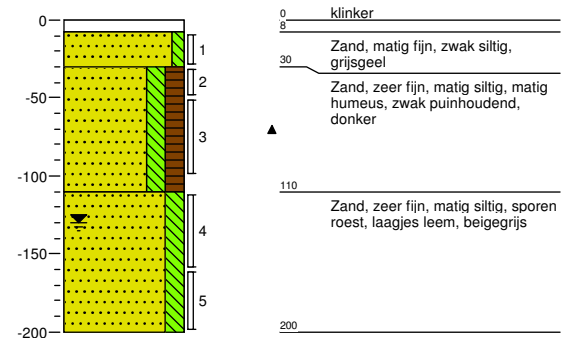 0
-50
-100
-150
-200
1
2
3
4
5
0
klinker
8
Zand, matig fijn, zwak siltig,
grijsgeel
30
Zand, zeer fijn, matig siltig, matig
humeus, zwak puinhoudend,
donker
110
Zand, zeer fijn, matig siltig, sporen
roest, laagjes leem, beigegrijs
200